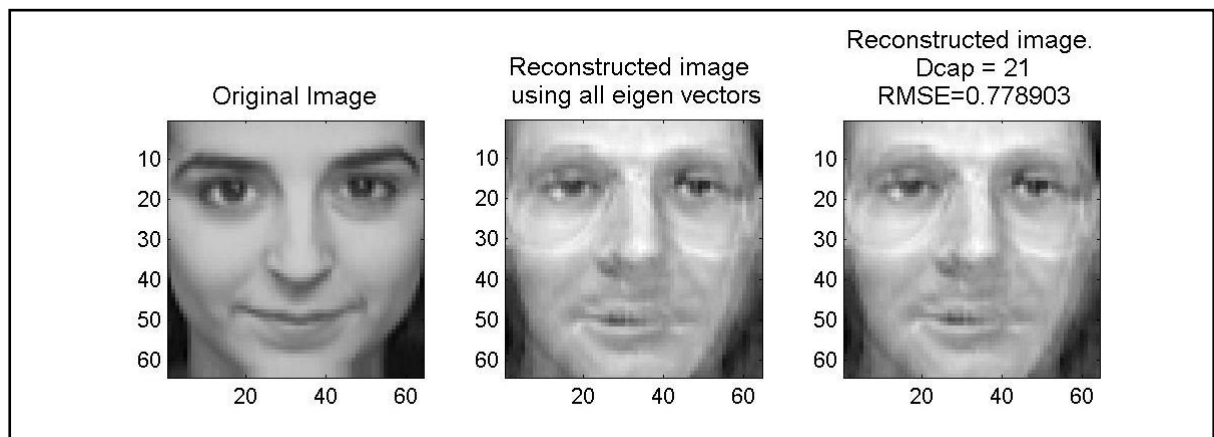 Original Image
10
20
30
40
50
60
20 40 60
Reconstructed image
using all eigen vectors
10
20
30
40
50
60
20 40 60
Reconstructed image.
Dcap = 21
RMSE=0.778903
10
20
30
40
50
60
20 40 60